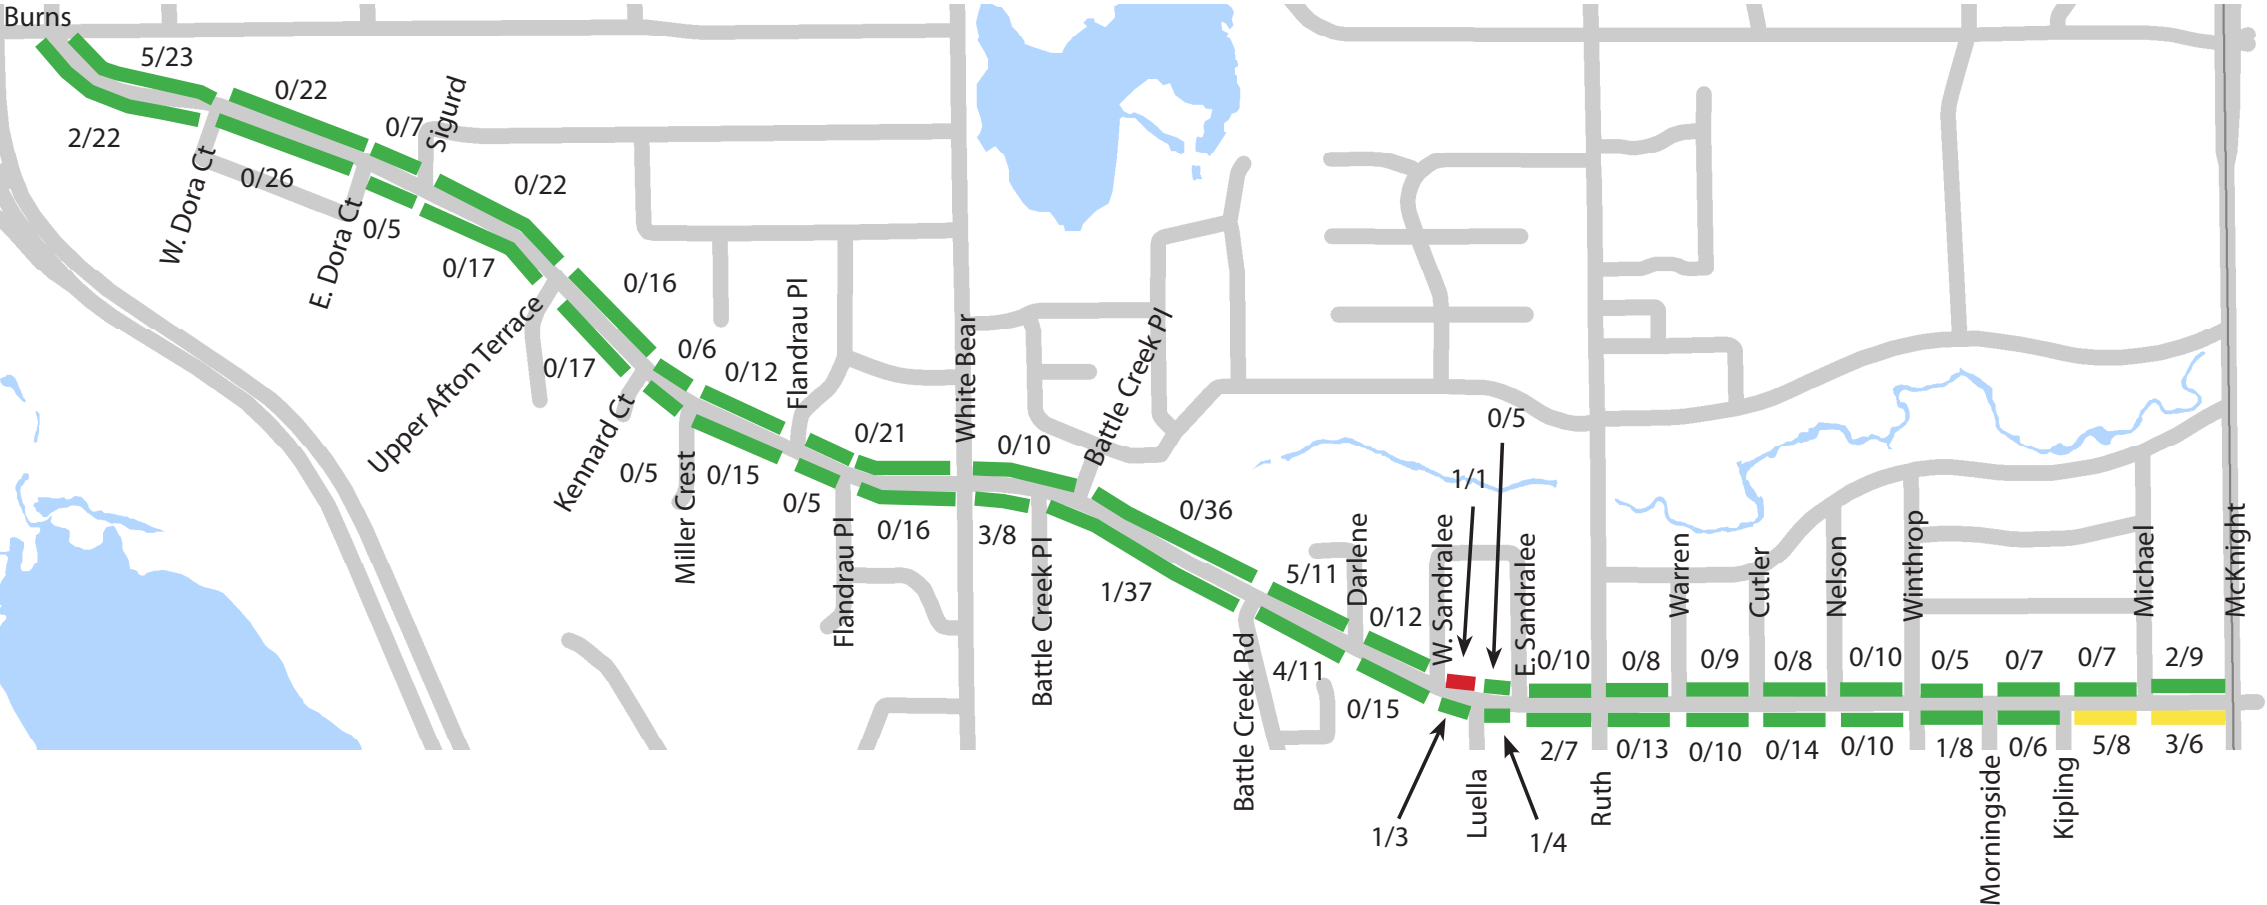 Burns
5/23
0/22
0/7
Sigurd
2/22
W. Dora Ct
0/26
E. Dora Ct
0/5
0/22
0/17
0/16
Upper Afton Terrace
0/17
0/6
0/12
Flandrau Pl
Kennard Ct
0/5
Miller Crest
0/15
0/5
Flandrau Pl
0/21
0/16
White Bear
0/10
3/8
Battle Creek Pl
Battle Creek Pl
0/36
1/37
5/11
Darlene
Battle Creek Rd
4/11
0/12
0/15
W. Sandralee
1/1
0/5
E. Sandralee
1/3
Luella
1/4
0/10
2/7
Ruth
0/8
0/13
Warren
0/9
0/10
Cutler
0/8
0/14
Nelson
0/10
0/10
Winthrop
0/5
1/8
Morningside
0/7
0/6
Kipling
0/7
5/8
Michael
2/9
3/6
McKnight